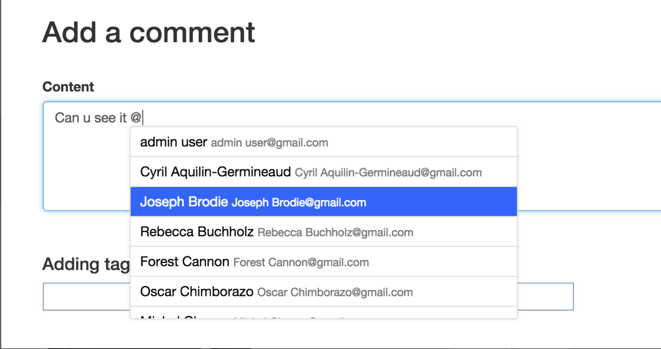 Add a comment
Content
Can u see it @
admin user admin user@gmail.com
Cyril Aquilin-Germineaud Cyril Aquilin-Germineaud@gmail.com
Joseph Brodie Joseph Brodie@gmail.com
Rebecca Buchholz Rebecca Buchholz@gmail.com
Forest Cannon Forest Cannon@gmail.com
Adding tag
Oscar Chimborazo Oscar Chimborazo@gmail.com